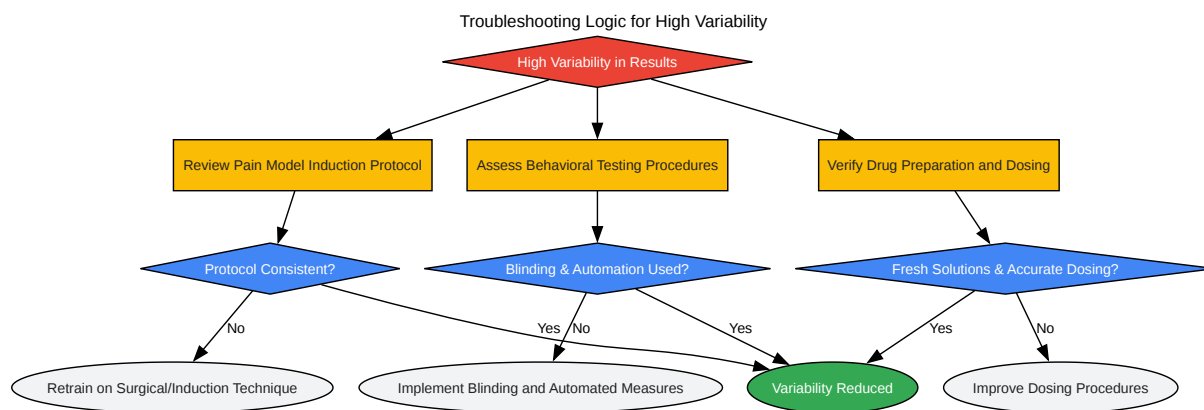 Troubleshooting Logic for High Variability
High Variability in Results
Review Pain Model Induction Protocol
Assess Behavioral Testing Procedures
Verify Drug Preparation and Dosing
Protocol Consistent?
Blinding & Automation Used?
Fresh Solutions & Accurate Dosing?
No
Yes
No
Yes
Yes
No
Retrain on Surgical/Induction Technique
Implement Blinding and Automated Measures
Variability Reduced
Improve Dosing Procedures